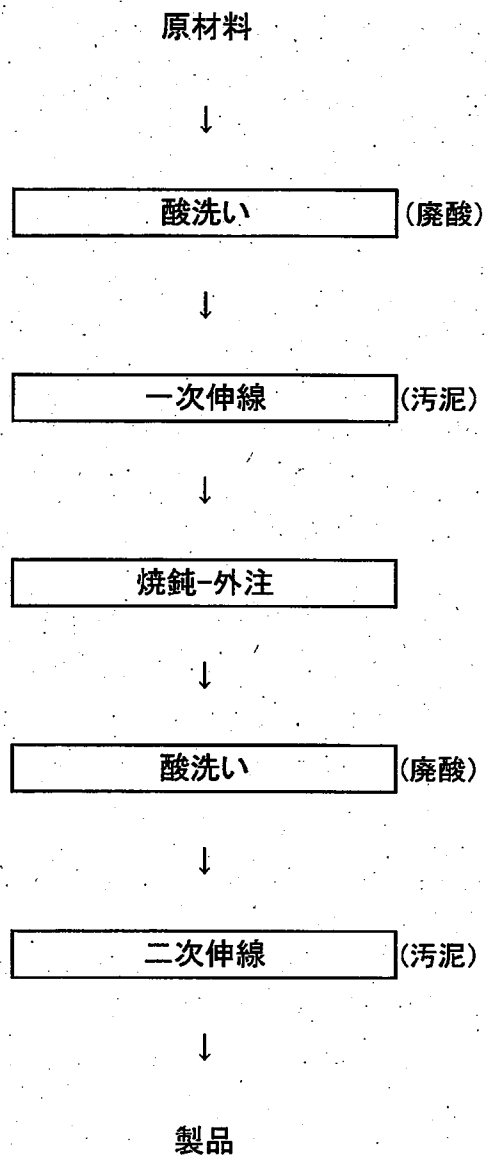 原材料
↓
酸洗い (廃酸)
↓
一次伸線 (汚泥)
↓
焼鈍-外注
↓
酸洗い (廃酸)
↓
二次伸線 (汚泥)
↓
製品